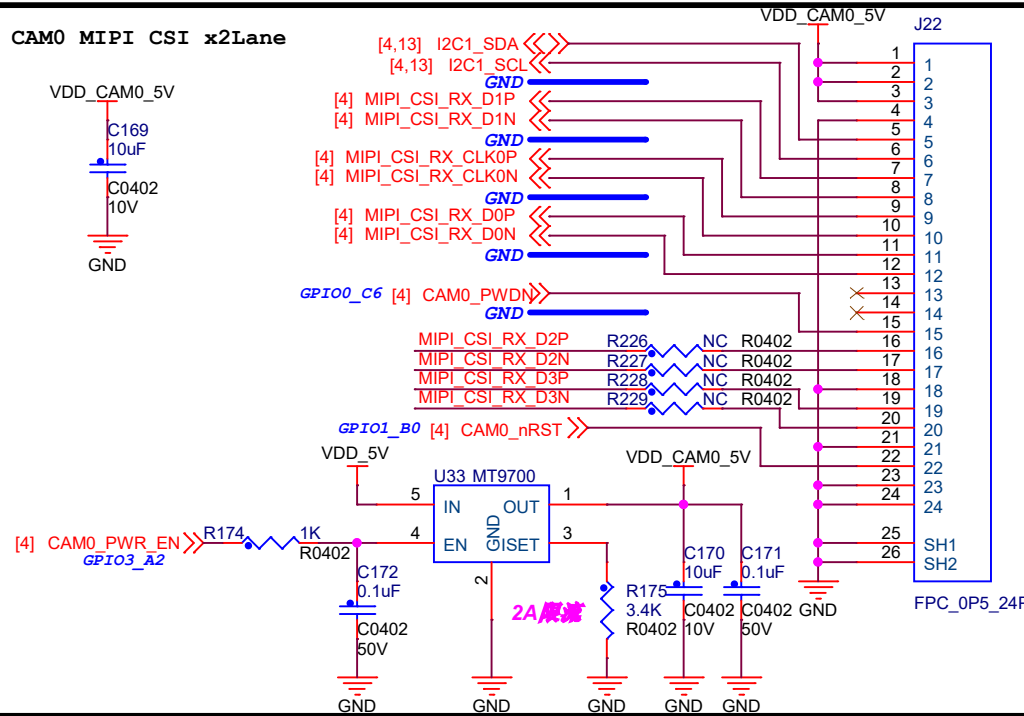 CAM0 MIPI CSI x2Lane
VDD_CAM0_5V
C169
10uF
C0402
10V
GND
VDD_CAM0_5V
J22
[4,13] I2C1_SDA
[4,13] I2C1_SCL
GND
[4] MIPI_CSI_RX_D1P
[4] MIPI_CSI_RX_D1N
GND
[4] MIPI_CSI_RX_CLK0P
[4] MIPI_CSI_RX_CLK0N
GND
[4] MIPI_CSI_RX_D0P
[4] MIPI_CSI_RX_D0N
GND
GPIO0_C6 [4] CAM0_PWDN
GND
MIPI_CSI_RX_D2P R226 NC R0402
MIPI_CSI_RX_D2N R227 NC R0402
MIPI_CSI_RX_D3P R228 NC R0402
MIPI_CSI_RX_D3N R229 NC R0402
GPIO1_B0 [4] CAM0_nRST
1 1
2 2
3 3
4 4
5 5
6 6
7 7
8 8
9 9
10 10
11 11
12 12
13 13
14 14
15 15
16 16
17 17
18 18
19 19
20 20
21 21
22 22
23 23
24 24
25 SH1
26 SH2
FPC_0P5_24P
GND
VDD_5V
U33 MT9700
5 IN OUT 1
4 EN GND ISET 3
2
[4] CAM0_PWR_EN R174 1K
R0402
GPIO3_A2
C172
0.1uF
C0402
50V
GND
GND
2A限流
R175
3.4K
R0402
GND
VDD_CAM0_5V
C170
10uF
C0402
10V
GND
C171
0.1uF
C0402
50V
GND